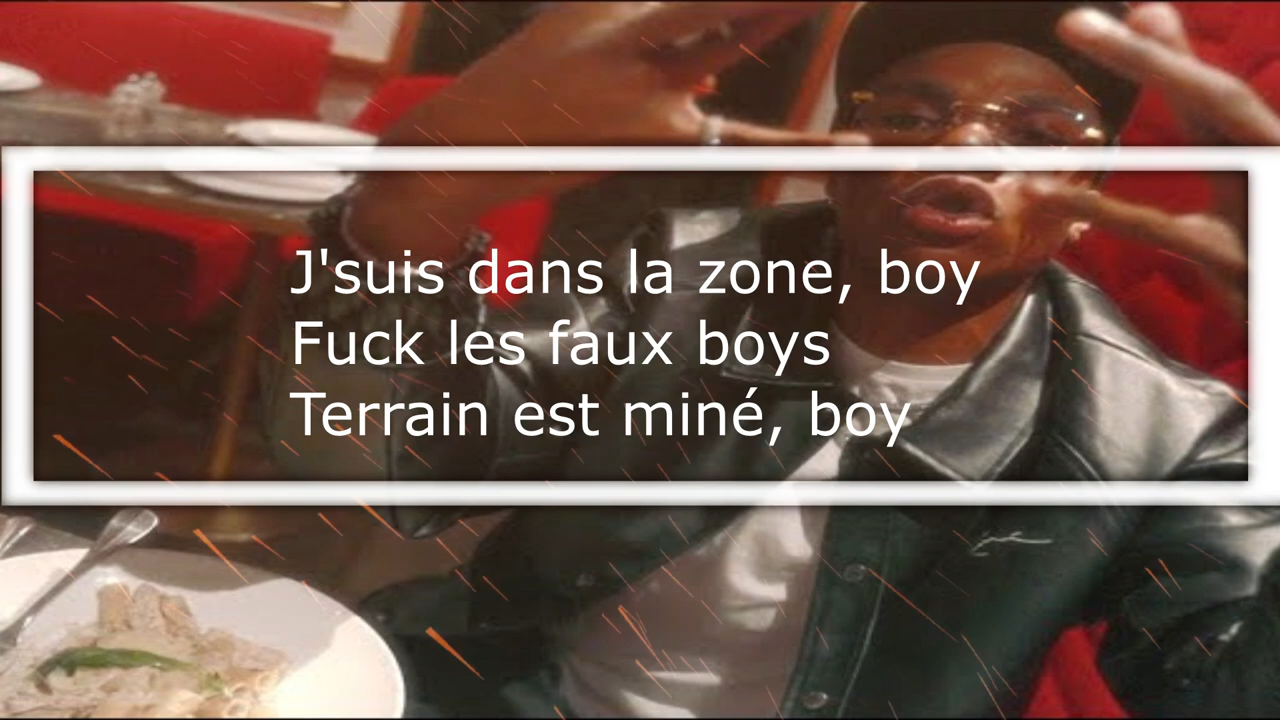 J'suis dans la zone, boy
Fuck les faux boys
Terrain est miné, boy